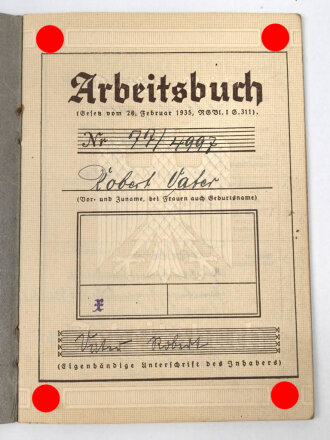 Arbeitsbuch
(Gesetz vom 26. Februar 1935, RGBl. I G.311).
Nr 77/4997
Robert Vater
(Vor- und Zuname, bei Frauen auch Geburtsname)
Vater Robert
(Eigenhändige Unterschrift des Inhabers)